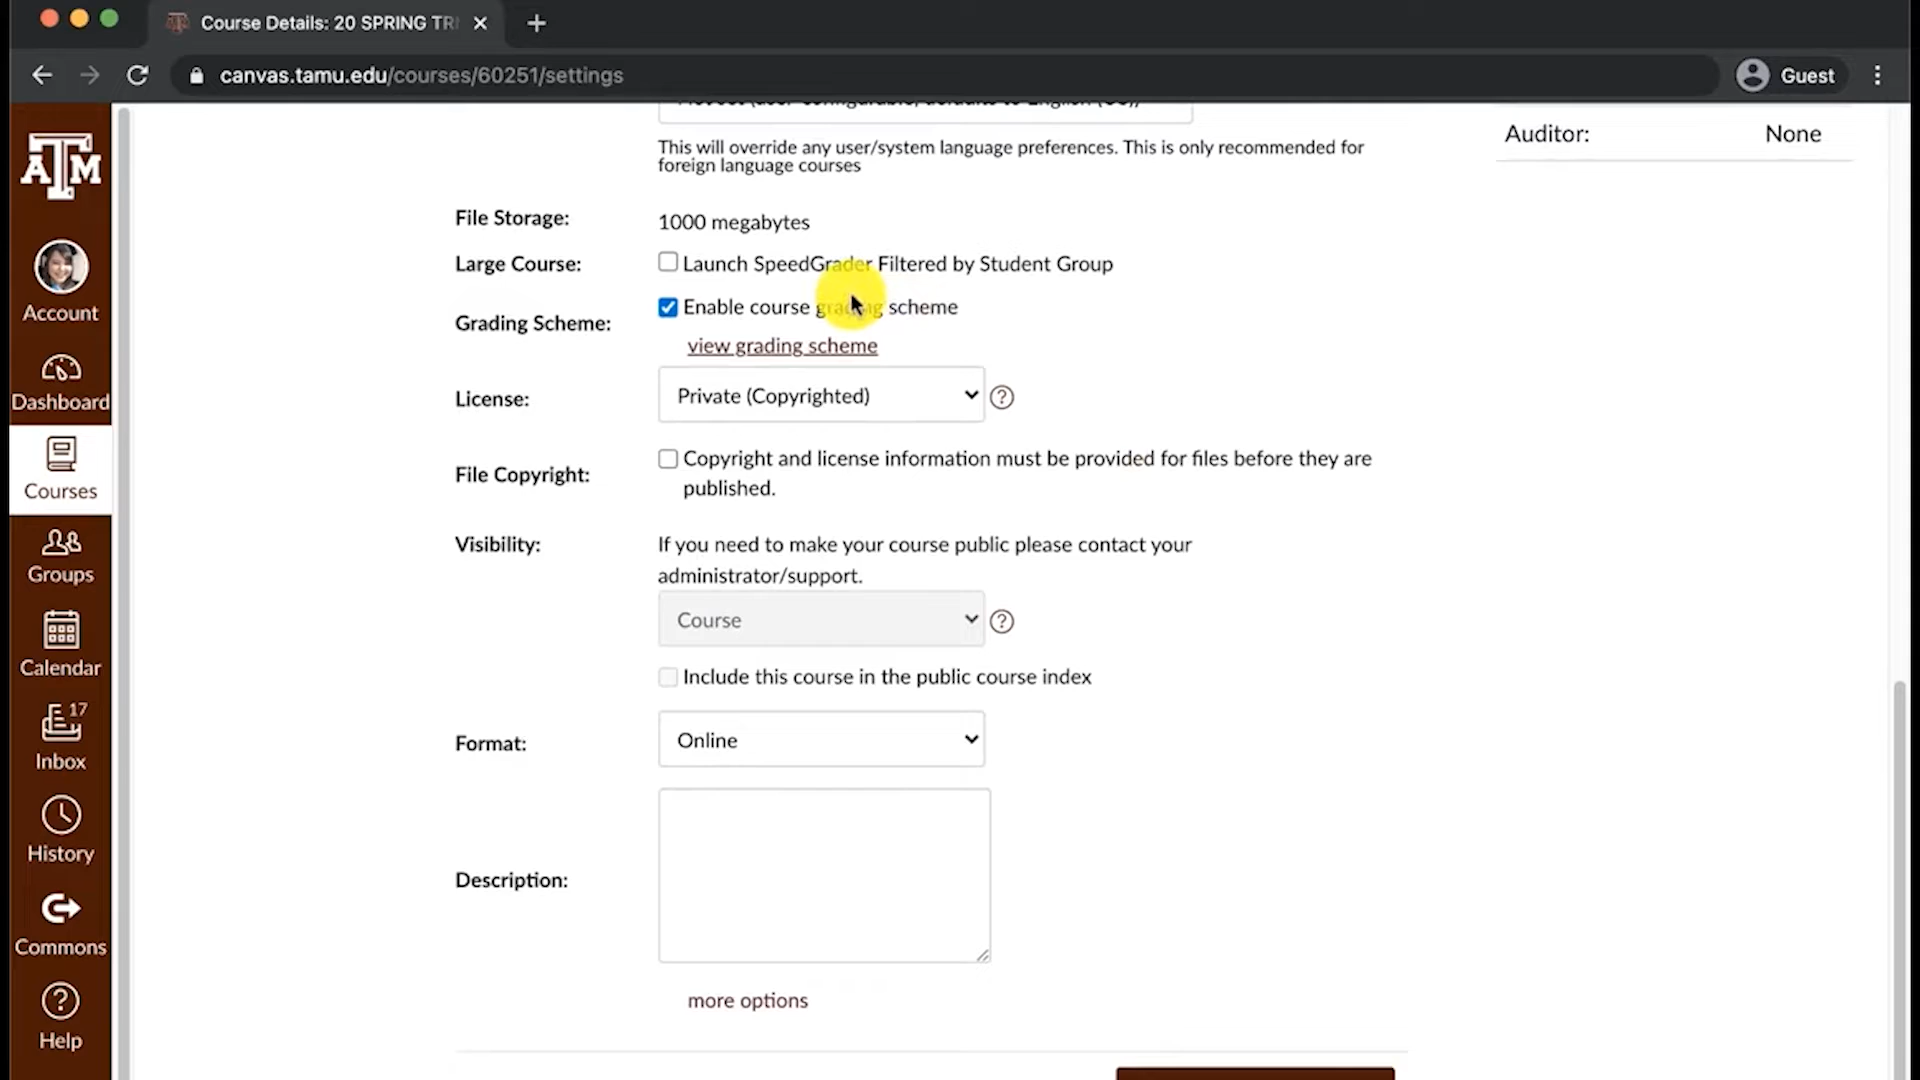 Course Details: 20 SPRING TR
canvas.tamu.edu/courses/60251/settings
Guest
This will override any user/system language preferences. This is only recommended for
foreign language courses
Auditor: None
File Storage: 1000 megabytes
Large Course: Launch SpeedGrader Filtered by Student Group
Grading Scheme: Enable course grading scheme
view grading scheme
License: Private (Copyrighted)
File Copyright: Copyright and license information must be provided for files before they are
published.
Visibility: If you need to make your course public please contact your
administrator/support.
Course
Include this course in the public course index
Format: Online
Description:
more options
ATM
Account
Dashboard
Courses
Groups
Calendar
17
Inbox
History
Commons
Help